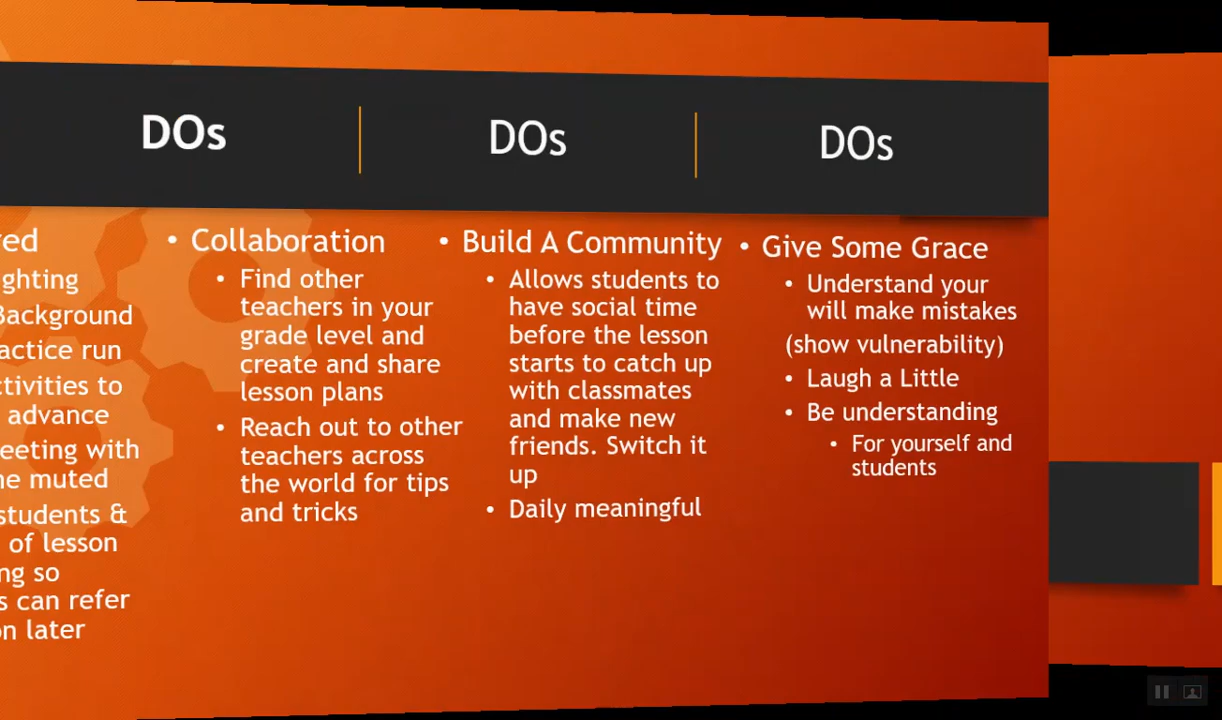 DOs
DOs
DOs
ghting
Background
run
to
advance
with
muted
students &
of lesson
so
can refer
later
Collaboration
Find other
teachers in your
grade level and
create and share
lesson plans
Reach out to other
teachers across
the world for tips
and tricks
Build A Community
Allows students to
have social time
before the lesson
starts to catch up
with classmates
and make new
friends. Switch it
up
Daily meaningful
Give Some Grace
Understand your
will make mistakes
(show vulnerability)
Laugh a Little
Be understanding
For yourself and
students